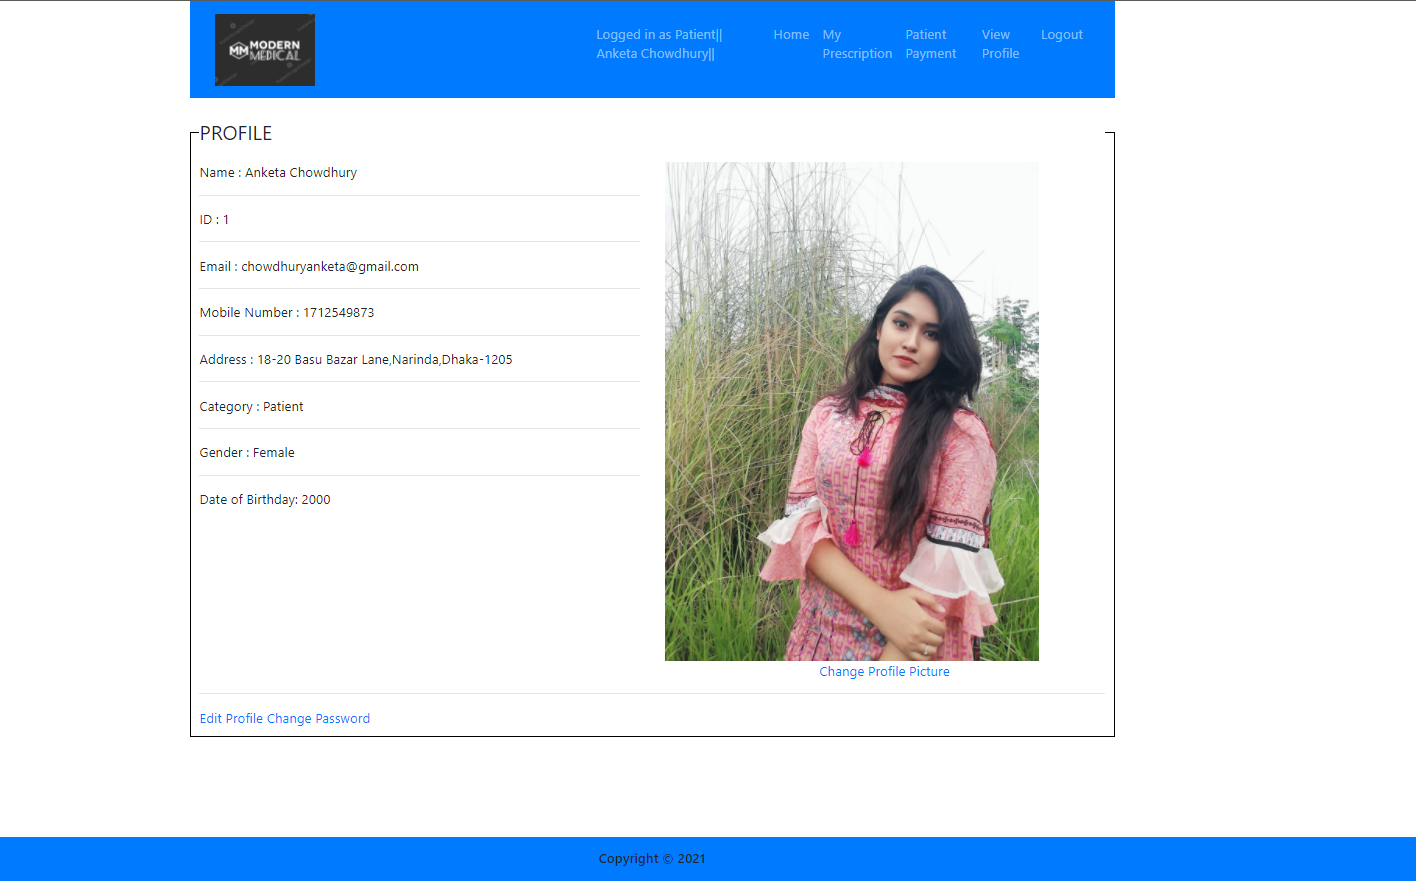 MM MODERN
MEDICAL
Logged in as Patient||
Anketa Chowdhury||
Home
My
Prescription
Patient
Payment
View
Profile
Logout
PROFILE
Name : Anketa Chowdhury
ID : 1
Email : chowdhuryanketa@gmail.com
Mobile Number : 1712549873
Address : 18-20 Basu Bazar Lane,Narinda,Dhaka-1205
Category : Patient
Gender : Female
Date of Birthday: 2000
Change Profile Picture
Edit Profile Change Password
Copyright © 2021